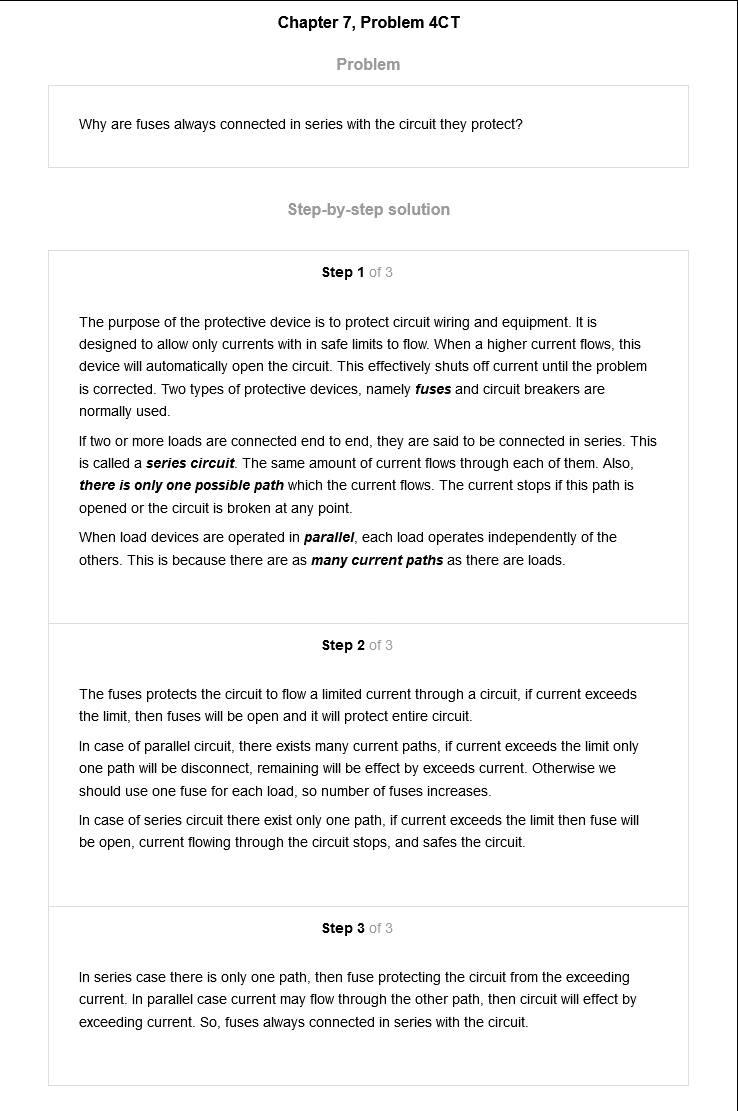 Chapter 7, Problem 4CT
Problem
Why are fuses always connected in series with the circuit they protect?
Step-by-step solution
Step 1 of 3
The purpose of the protective device is to protect circuit wiring and equipment. It is
designed to allow only currents with in safe limits to flow. When a higher current flows, this
device will automatically open the circuit. This effectively shuts off current until the problem
is corrected. Two types of protective devices, namely fuses and circuit breakers are
normally used.
If two or more loads are connected end to end, they are said to be connected in series. This
is called a series circuit. The same amount of current flows through each of them. Also,
there is only one possible path which the current flows. The current stops if this path is
opened or the circuit is broken at any point.
When load devices are operated in parallel, each load operates independently of the
others. This is because there are as many current paths as there are loads.
Step 2 of 3
The fuses protects the circuit to flow a limited current through a circuit, if current exceeds
the limit, then fuses will be open and it will protect entire circuit.
In case of parallel circuit, there exists many current paths, if current exceeds the limit only
one path will be disconnect, remaining will be effect by exceeds current. Otherwise we
should use one fuse for each load, so number of fuses increases.
In case of series circuit there exist only one path, if current exceeds the limit then fuse will
be open, current flowing through the circuit stops, and safes the circuit.
Step 3 of 3
In series case there is only one path, then fuse protecting the circuit from the exceeding
current. In parallel case current may flow through the other path, then circuit will effect by
exceeding current. So, fuses always connected in series with the circuit.